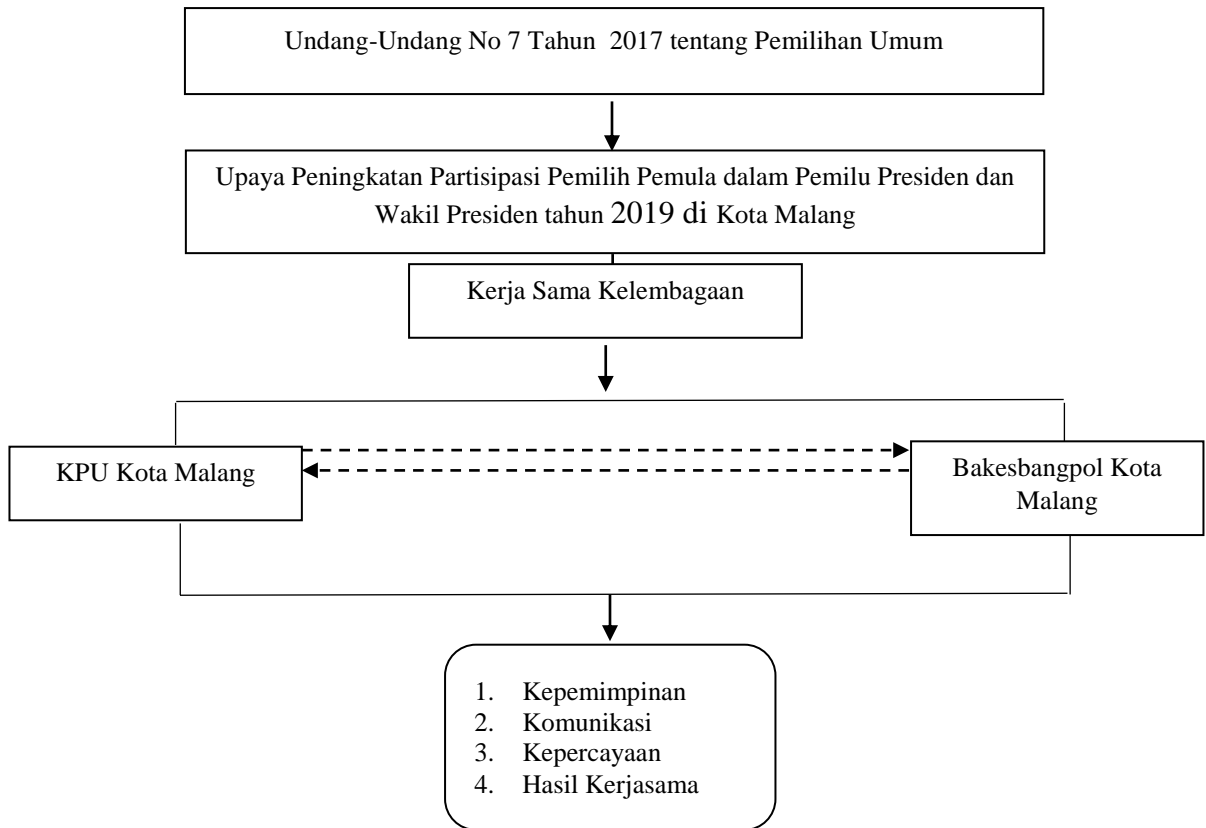 Undang-Undang No 7 Tahun 2017 tentang Pemilihan Umum
Upaya Peningkatan Partisipasi Pemilih Pemula dalam Pemilu Presiden dan
Wakil Presiden tahun 2019 di Kota Malang
Kerja Sama Kelembagaan
KPU Kota Malang
Bakesbangpol Kota
Malang
1. Kepemimpinan
2. Komunikasi
3. Kepercayaan
4. Hasil Kerjasama